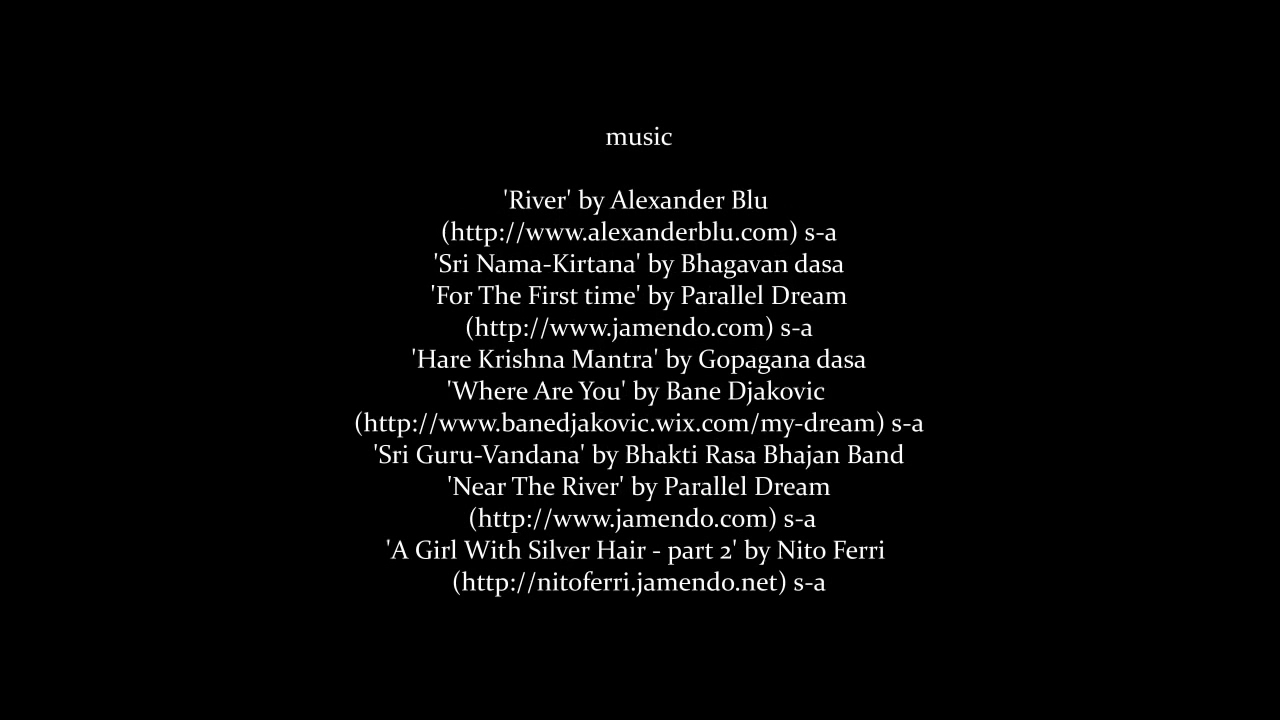 music
'River' by Alexander Blu
(http://www.alexanderblu.com) s-a
'Sri Nama-Kirtana' by Bhagavan dasa
'For The First time' by Parallel Dream
(http://www.jamendo.com) s-a
'Hare Krishna Mantra' by Gopagana dasa
'Where Are You' by Bane Djakovic
(http://www.banedjakovic.wix.com/my-dream) s-a
'Sri Guru-Vandana' by Bhakti Rasa Bhajan Band
'Near The River' by Parallel Dream
(http://www.jamendo.com) s-a
'A Girl With Silver Hair - part 2' by Nito Ferri
(http://nitoferri.jamendo.net) s-a